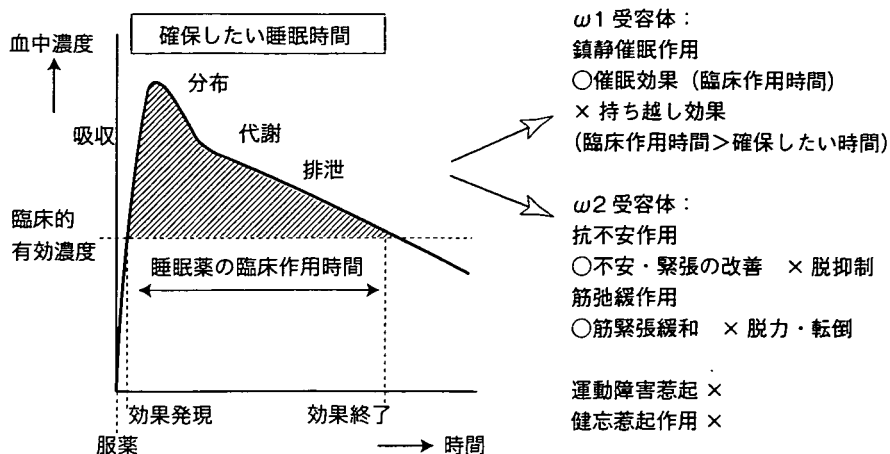 血中濃度
確保したい睡眠時間
分布
吸収
代謝
排泄
臨床的
有効濃度
睡眠薬の臨床作用時間
効果発現
効果終了
服薬
時間
ω1 受容体：
鎮静催眠作用
○催眠効果（臨床作用時間）
× 持ち越し効果
（臨床作用時間＞確保したい時間）
ω2 受容体：
抗不安作用
○不安・緊張の改善　× 脱抑制
筋弛緩作用
○筋緊張緩和　× 脱力・転倒
運動障害惹起 ×
健忘惹起作用 ×